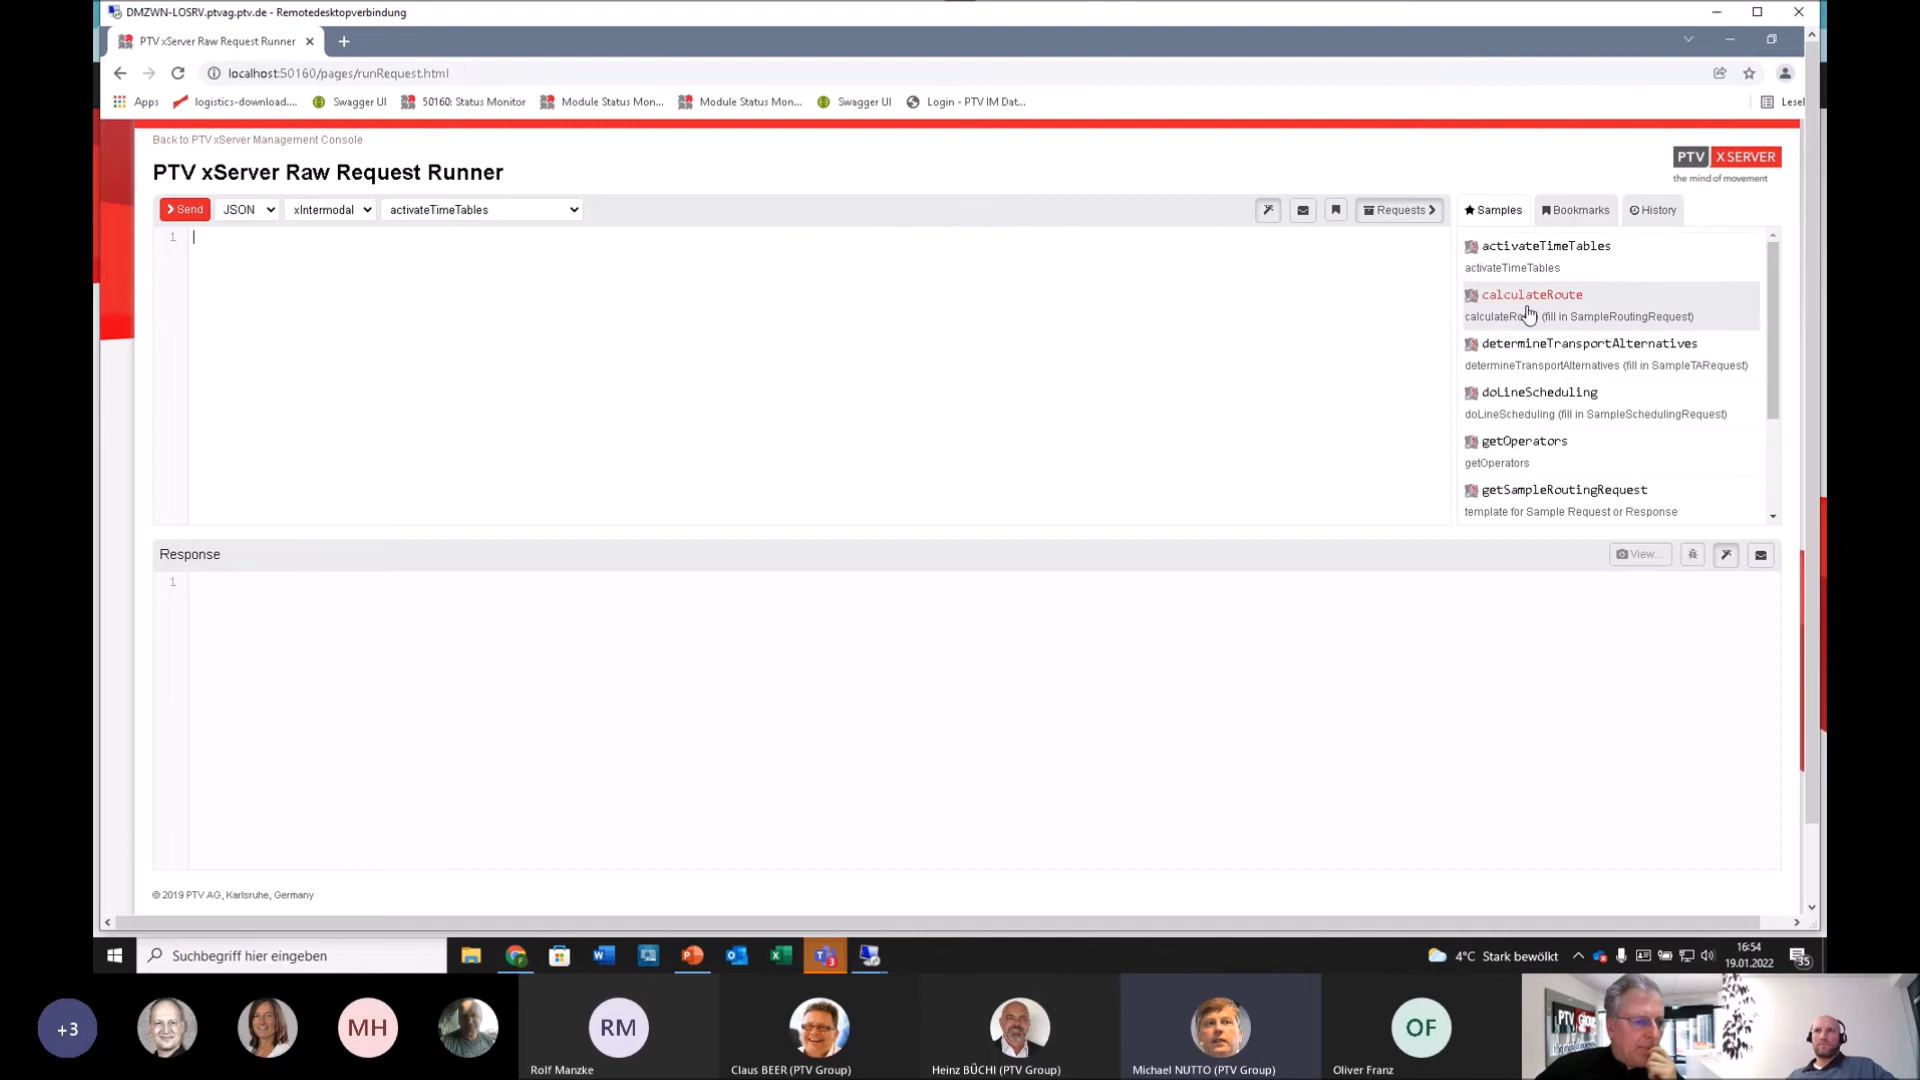 DMZWN-LOSRV.ptvag.ptv.de - Remotedesktopverbindung
PTV xServer Raw Request Runner
localhost:50160/pages/runRequest.html
Apps logistics-download.... Swagger UI 50160: Status Monitor Module Status Mon... Module Status Mon... Swagger UI Login - PTV IM Dat... Lesel
Back to PTV xServer Management Console
PTV xServer Raw Request Runner
PTV X SERVER
the mind of movement
Send JSON xIntermodal activateTimeTables Requests Samples Bookmarks History
1
activateTimeTables
activateTimeTables
calculateRoute
calculateRo (fill in SampleRoutingRequest)
determineTransportAlternatives
determineTransportAlternatives (fill in SampleTARequest)
doLineScheduling
doLineScheduling (fill in SampleSchedulingRequest)
getOperators
getOperators
getSampleRoutingRequest
template for Sample Request or Response
Response View...
1
© 2019 PTV AG, Karlsruhe, Germany
Suchbegriff hier eingeben
4°C Stark bewölkt
16:54
19.01.2022
35
+3 MH RM OF
Rolf Manzke Claus BEER (PTV Group) Heinz BÜCHI (PTV Group) Michael NUTTO (PTV Group) Oliver Franz